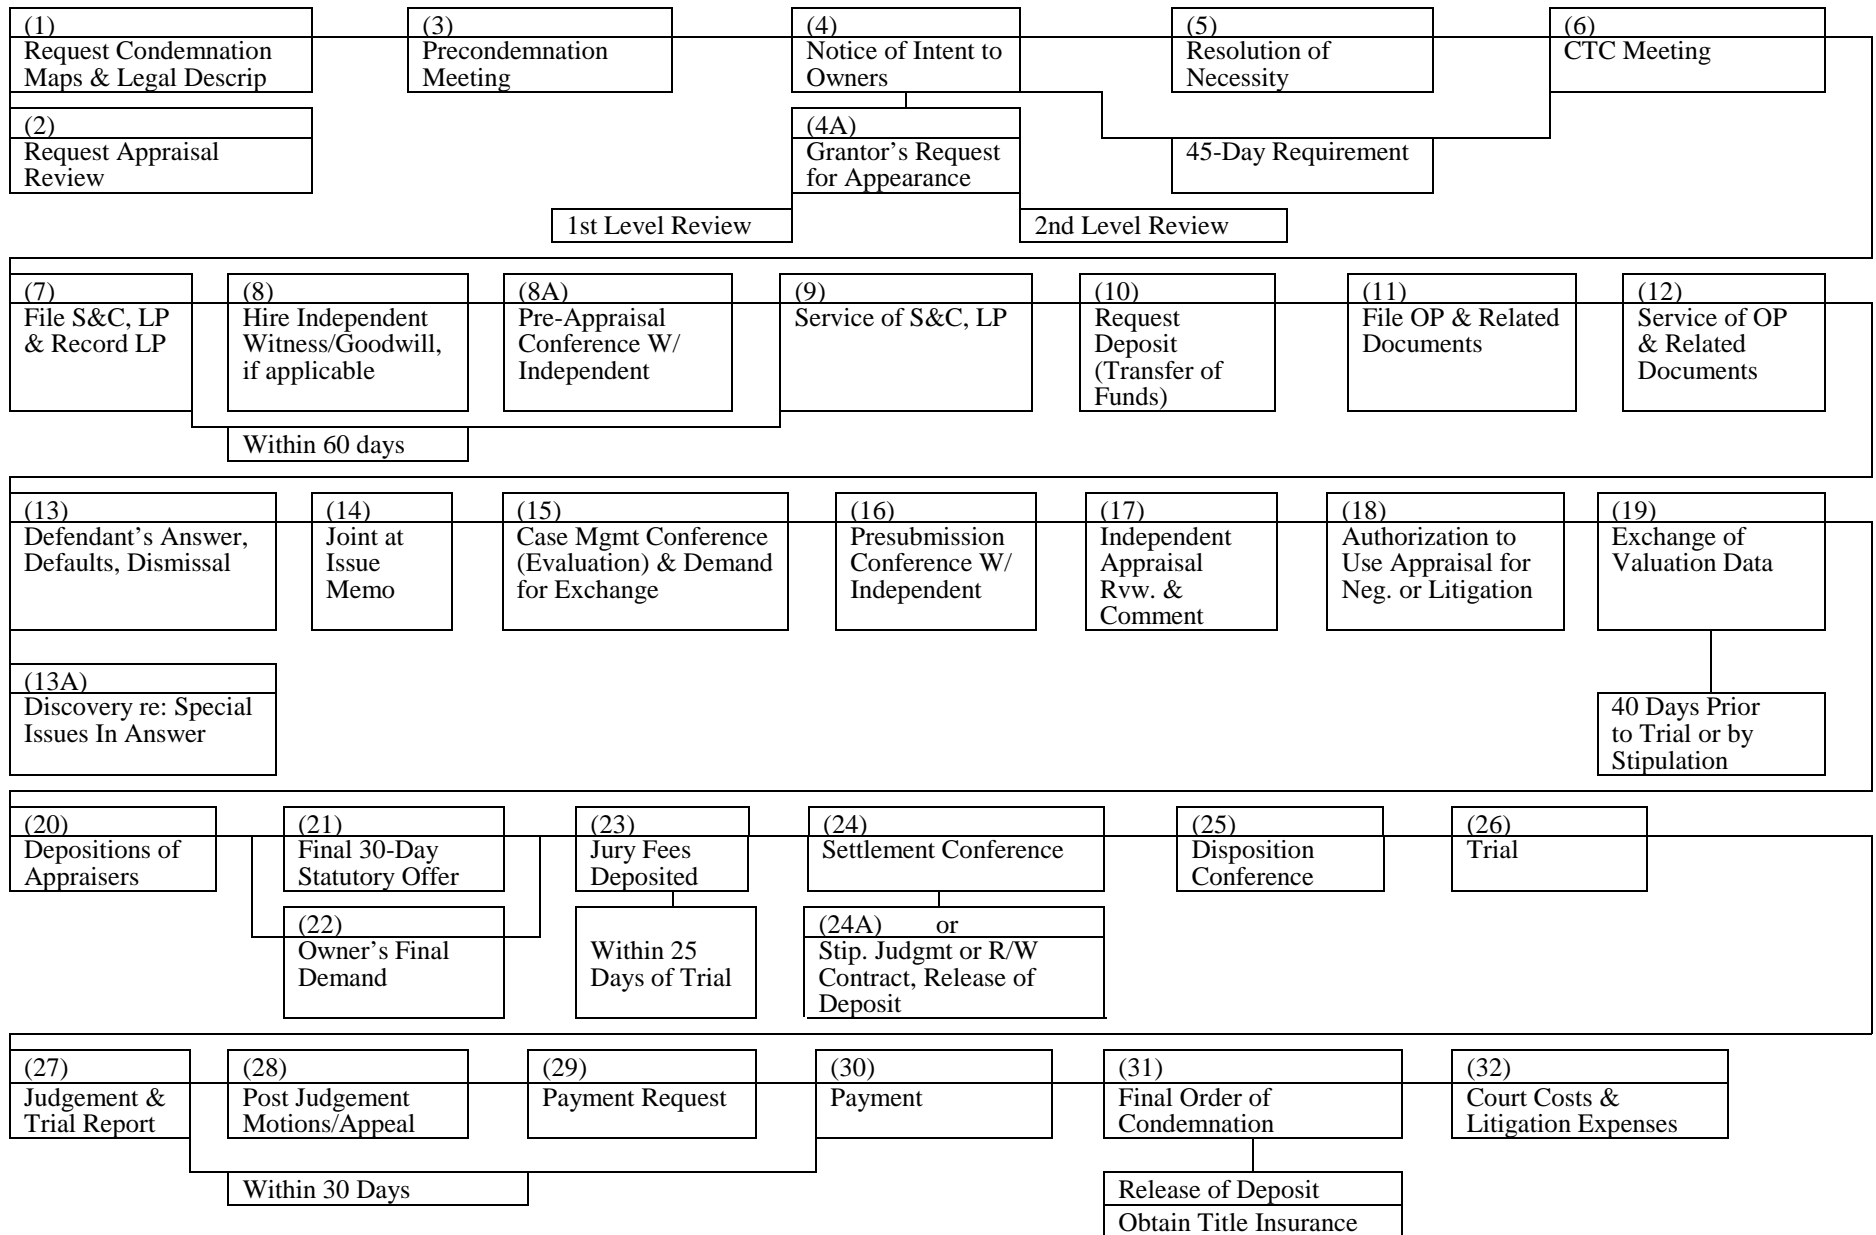 (1)
Request Condemnation
Maps & Legal Descrip
(3)
Precondemnation
Meeting
(4)
Notice of Intent to
Owners
(5)
Resolution of
Necessity
(6)
CTC Meeting
(2)
Request Appraisal
Review
(4A)
Grantor's Request
for Appearance
45-Day Requirement
1st Level Review
2nd Level Review
(7)
File S&C, LP
& Record LP
(8)
Hire Independent
Witness/Goodwill,
if applicable
(8A)
Pre-Appraisal
Conference W/
Independent
(9)
Service of S&C, LP
(10)
Request
Deposit
(Transfer of
Funds)
(11)
File OP & Related
Documents
(12)
Service of OP
& Related
Documents
Within 60 days
(13)
Defendant's Answer,
Defaults, Dismissal
(14)
Joint at
Issue
Memo
(15)
Case Mgmt Conference
(Evaluation) & Demand
for Exchange
(16)
Presubmission
Conference W/
Independent
(17)
Independent
Appraisal
Rvw. &
Comment
(18)
Authorization to
Use Appraisal for
Neg. or Litigation
(19)
Exchange of
Valuation Data
(13A)
Discovery re: Special
Issues In Answer
40 Days Prior
to Trial or by
Stipulation
(20)
Depositions of
Appraisers
(21)
Final 30-Day
Statutory Offer
(23)
Jury Fees
Deposited
(24)
Settlement Conference
(25)
Disposition
Conference
(26)
Trial
(22)
Owner's Final
Demand
Within 25
Days of Trial
(24A) or
Stip. Judgmt or R/W
Contract, Release of
Deposit
(27)
Judgement &
Trial Report
(28)
Post Judgement
Motions/Appeal
(29)
Payment Request
(30)
Payment
(31)
Final Order of
Condemnation
(32)
Court Costs &
Litigation Expenses
Within 30 Days
Release of Deposit
Obtain Title Insurance